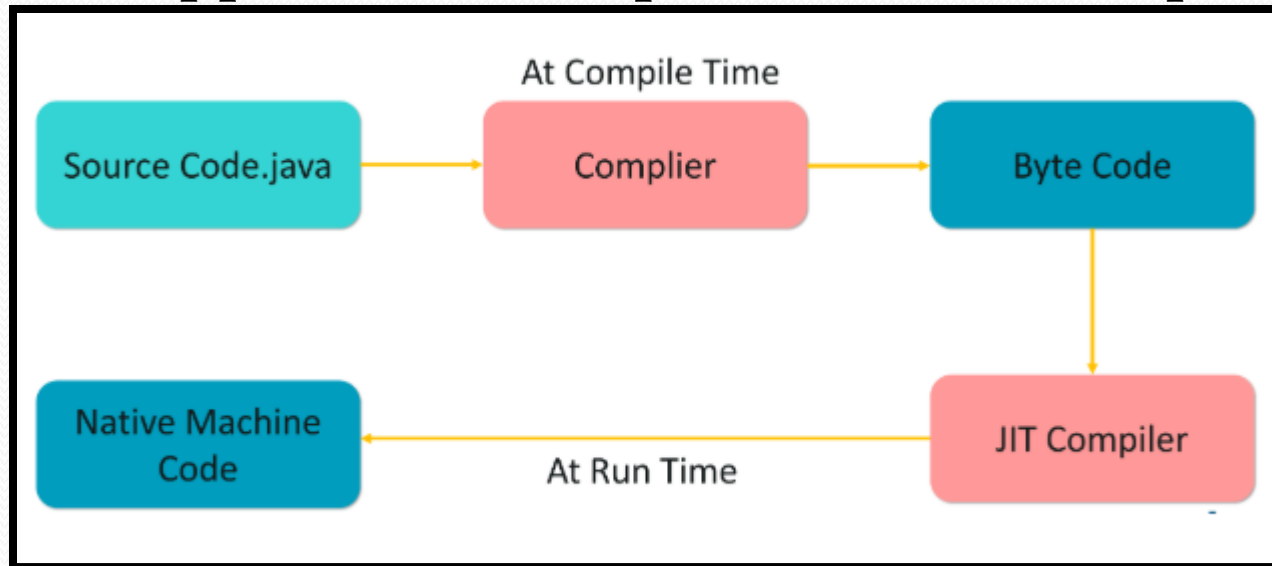 At Compile Time
Source Code.java
Complier
Byte Code
Native Machine
Code
At Run Time
JIT Compiler